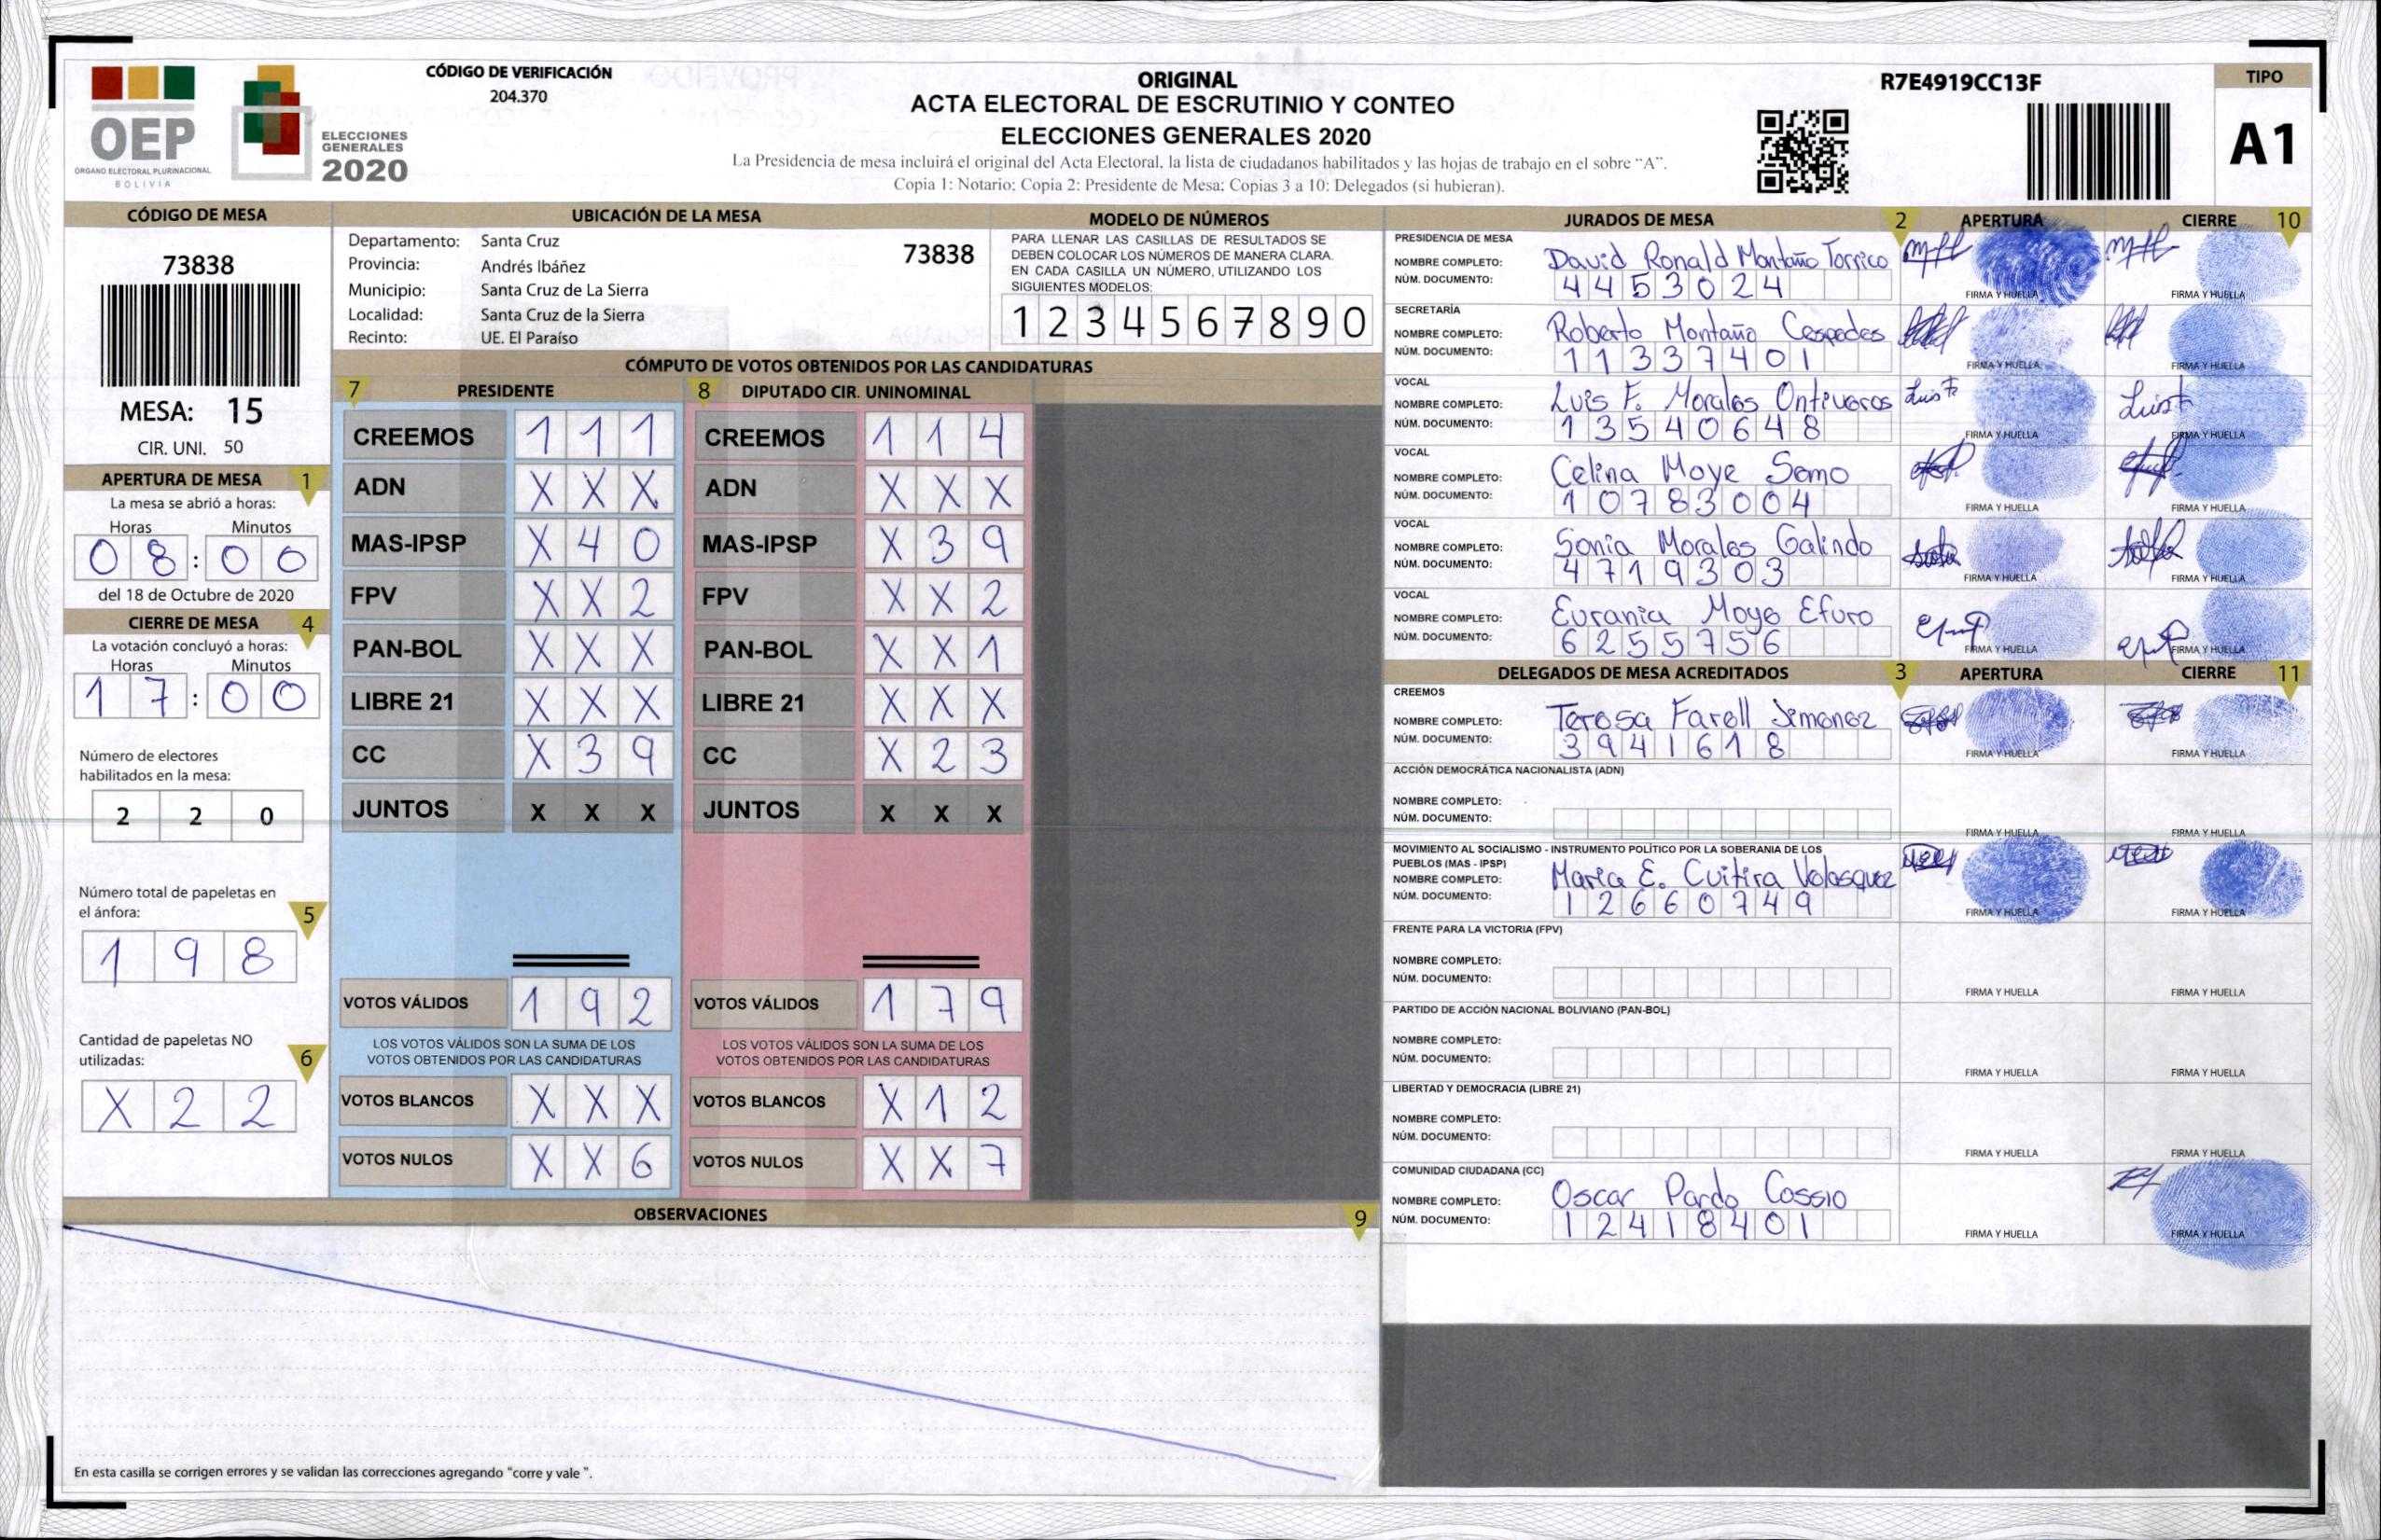 OEP
ORGANO ELECTORAL PLURINACIONAL
BOLIVIA
ELECCIONES
GENERALES
2020
CÓDIGO DE VERIFICACIÓN
204.370
ORIGINAL
ACTA ELECTORAL DE ESCRUTINIO Y CONTEO
ELECCIONES GENERALES 2020
La Presidencia de mesa incluirá el original del Acta Electoral, la lista de ciudadanos habilitados y las hojas de trabajo en el sobre “A”.
Copia 1: Notario; Copia 2: Presidente de Mesa; Copias 3 a 10: Delegados (si hubieran).
R7E4919CC13F
TIPO
A1
CÓDIGO DE MESA
73838
MESA: 15
CIR. UNI. 50
APERTURA DE MESA 1
La mesa se abrió a horas:
Horas Minutos
08:00
del 18 de Octubre de 2020
CIERRE DE MESA 4
La votación concluyó a horas:
Horas Minutos
17:00
Número de electores
habilitados en la mesa:
2 2 0
Número total de papeletas en
el ánfora: 5
1 9 8
Cantidad de papeletas NO
utilizadas: 6
X 2 2
UBICACIÓN DE LA MESA
Departamento: Santa Cruz 73838
Provincia: Andrés Ibáñez
Municipio: Santa Cruz de La Sierra
Localidad: Santa Cruz de la Sierra
Recinto: UE. El Paraíso
MODELO DE NÚMEROS
PARA LLENAR LAS CASILLAS DE RESULTADOS SE
DEBEN COLOCAR LOS NÚMEROS DE MANERA CLARA.
EN CADA CASILLA UN NÚMERO, UTILIZANDO LOS
SIGUIENTES MODELOS:
1 2 3 4 5 6 7 8 9 0
CÓMPUTO DE VOTOS OBTENIDOS POR LAS CANDIDATURAS
7 PRESIDENTE 8 DIPUTADO CIR. UNINOMINAL
CREEMOS 1 1 1 CREEMOS 1 1 4
ADN X X X ADN X X X
MAS-IPSP X 4 0 MAS-IPSP X 3 9
FPV X X 2 FPV X X 2
PAN-BOL X X X PAN-BOL X X 1
LIBRE 21 X X X LIBRE 21 X X X
CC X 3 9 CC X 2 3
JUNTOS X X X JUNTOS X X X
VOTOS VÁLIDOS 1 9 2 VOTOS VÁLIDOS 1 7 9
LOS VOTOS VÁLIDOS SON LA SUMA DE LOS LOS VOTOS VÁLIDOS SON LA SUMA DE LOS
VOTOS OBTENIDOS POR LAS CANDIDATURAS VOTOS OBTENIDOS POR LAS CANDIDATURAS
VOTOS BLANCOS X X X VOTOS BLANCOS X 1 2
VOTOS NULOS X X 6 VOTOS NULOS X X 7
OBSERVACIONES 9
En esta casilla se corrigen errores y se validan las correcciones agregando "corre y vale ".
JURADOS DE MESA 2 APERTURA CIERRE 10
PRESIDENCIA DE MESA
NOMBRE COMPLETO: David Ronald Montaño Torrico
NÚM. DOCUMENTO: 4453024 FIRMA Y HUELLA FIRMA Y HUELLA
SECRETARÍA
NOMBRE COMPLETO: Roberto Montaño Cespedes
NÚM. DOCUMENTO: 11337401 FIRMA Y HUELLA FIRMA Y HUELLA
VOCAL
NOMBRE COMPLETO: Luis F. Morales Ontiveros
NÚM. DOCUMENTO: 13540648 FIRMA Y HUELLA FIRMA Y HUELLA
VOCAL
NOMBRE COMPLETO: Celina Moye Semo
NÚM. DOCUMENTO: 10783004 FIRMA Y HUELLA FIRMA Y HUELLA
VOCAL
NOMBRE COMPLETO: Sonia Morales Galindo
NÚM. DOCUMENTO: 4719303 FIRMA Y HUELLA FIRMA Y HUELLA
VOCAL
NOMBRE COMPLETO: Eurania Moye Efuro
NÚM. DOCUMENTO: 6255756 FIRMA Y HUELLA FIRMA Y HUELLA
DELEGADOS DE MESA ACREDITADOS 3 APERTURA CIERRE 11
CREEMOS
NOMBRE COMPLETO: Teresa Farell Jimenez
NÚM. DOCUMENTO: 3941618 FIRMA Y HUELLA FIRMA Y HUELLA
ACCIÓN DEMOCRÁTICA NACIONALISTA (ADN)
NOMBRE COMPLETO:
NÚM. DOCUMENTO: FIRMA Y HUELLA FIRMA Y HUELLA
MOVIMIENTO AL SOCIALISMO - INSTRUMENTO POLÍTICO POR LA SOBERANIA DE LOS
PUEBLOS (MAS - IPSP)
NOMBRE COMPLETO: Maria E. Cuitira Velasquez
NÚM. DOCUMENTO: 12660749 FIRMA Y HUELLA FIRMA Y HUELLA
FRENTE PARA LA VICTORIA (FPV)
NOMBRE COMPLETO:
NÚM. DOCUMENTO: FIRMA Y HUELLA FIRMA Y HUELLA
PARTIDO DE ACCIÓN NACIONAL BOLIVIANO (PAN-BOL)
NOMBRE COMPLETO:
NÚM. DOCUMENTO: FIRMA Y HUELLA FIRMA Y HUELLA
LIBERTAD Y DEMOCRACIA (LIBRE 21)
NOMBRE COMPLETO:
NÚM. DOCUMENTO: FIRMA Y HUELLA FIRMA Y HUELLA
COMUNIDAD CIUDADANA (CC)
NOMBRE COMPLETO: Oscar Pardo Cossio
NÚM. DOCUMENTO: 12418401 FIRMA Y HUELLA FIRMA Y HUELLA